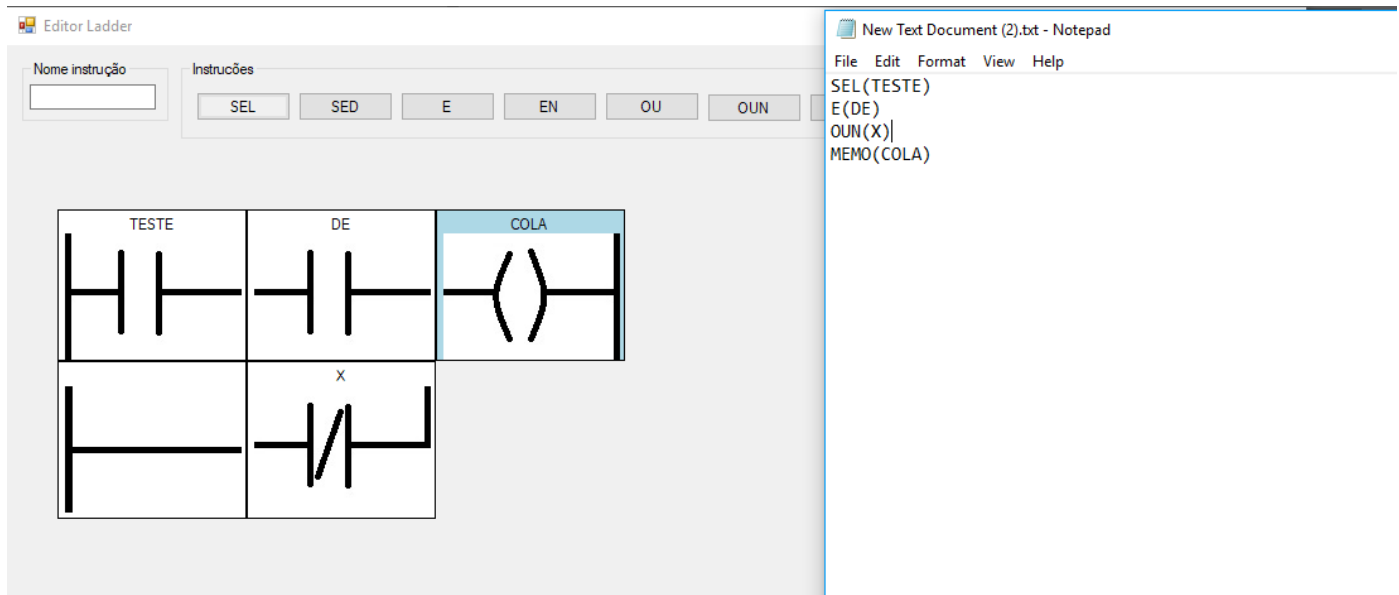 Editor Ladder
Nome instrução
Instrucões
SEL SED E EN OU OUN
TESTE DE COLA
X
New Text Document (2).txt - Notepad
File Edit Format View Help
SEL(TESTE)
E(DE)
OUN(X)
MEMO(COLA)